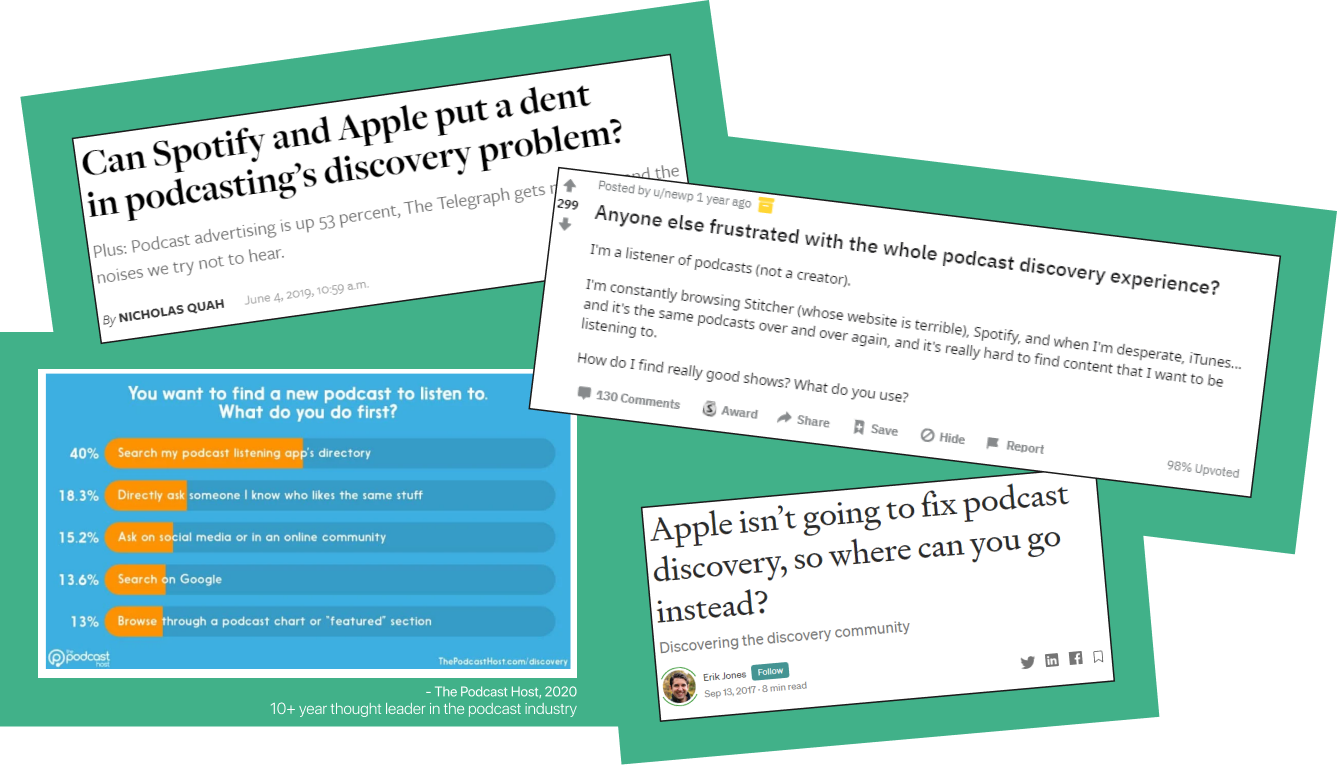 Can Spotify and Apple put a dent
in podcasting's discovery problem?
Plus: Podcast advertising is up 53 percent, The Telegraph gets and the
noises we try not to hear.
By NICHOLAS QUAH June 4, 2019, 10:59 a.m.
299
Posted by u/newp 1 year ago
Anyone else frustrated with the whole podcast discovery experience?
I'm a listener of podcasts (not a creator).
I'm constantly browsing Stitcher (whose website is terrible), Spotify, and when I'm desperate, iTunes...
and it's the same podcasts over and over again, and it's really hard to find content that I want to be
listening to.
How do I find really good shows? What do you use?
130 Comments Award Share Save Hide Report
98% Upvoted
You want to find a new podcast to listen to.
What do you do first?
40% Search my podcast listening app's directory
18.3% Directly ask someone I know who likes the same stuff
15.2% Ask on social media or in an online community
13.6% Search on Google
13% Browse through a podcast chart or "featured" section
the podcast host
ThePodcastHost.com/discovery
- The Podcast Host, 2020
10+ year thought leader in the podcast industry
Apple isn't going to fix podcast
discovery, so where can you go
instead?
Discovering the discovery community
Erik Jones Follow
Sep 13, 2017 · 8 min read